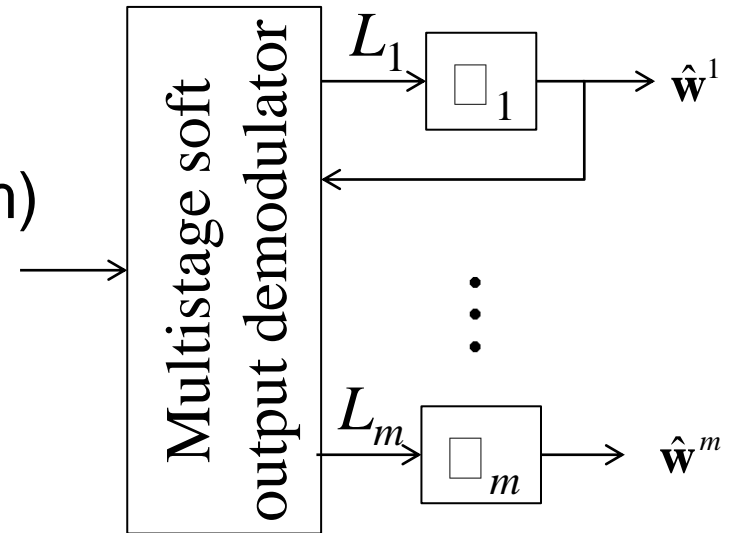 n)
Multistage soft
output demodulator
L₁
□₁
ŵ¹
Lₘ
□ₘ
ŵᵐ